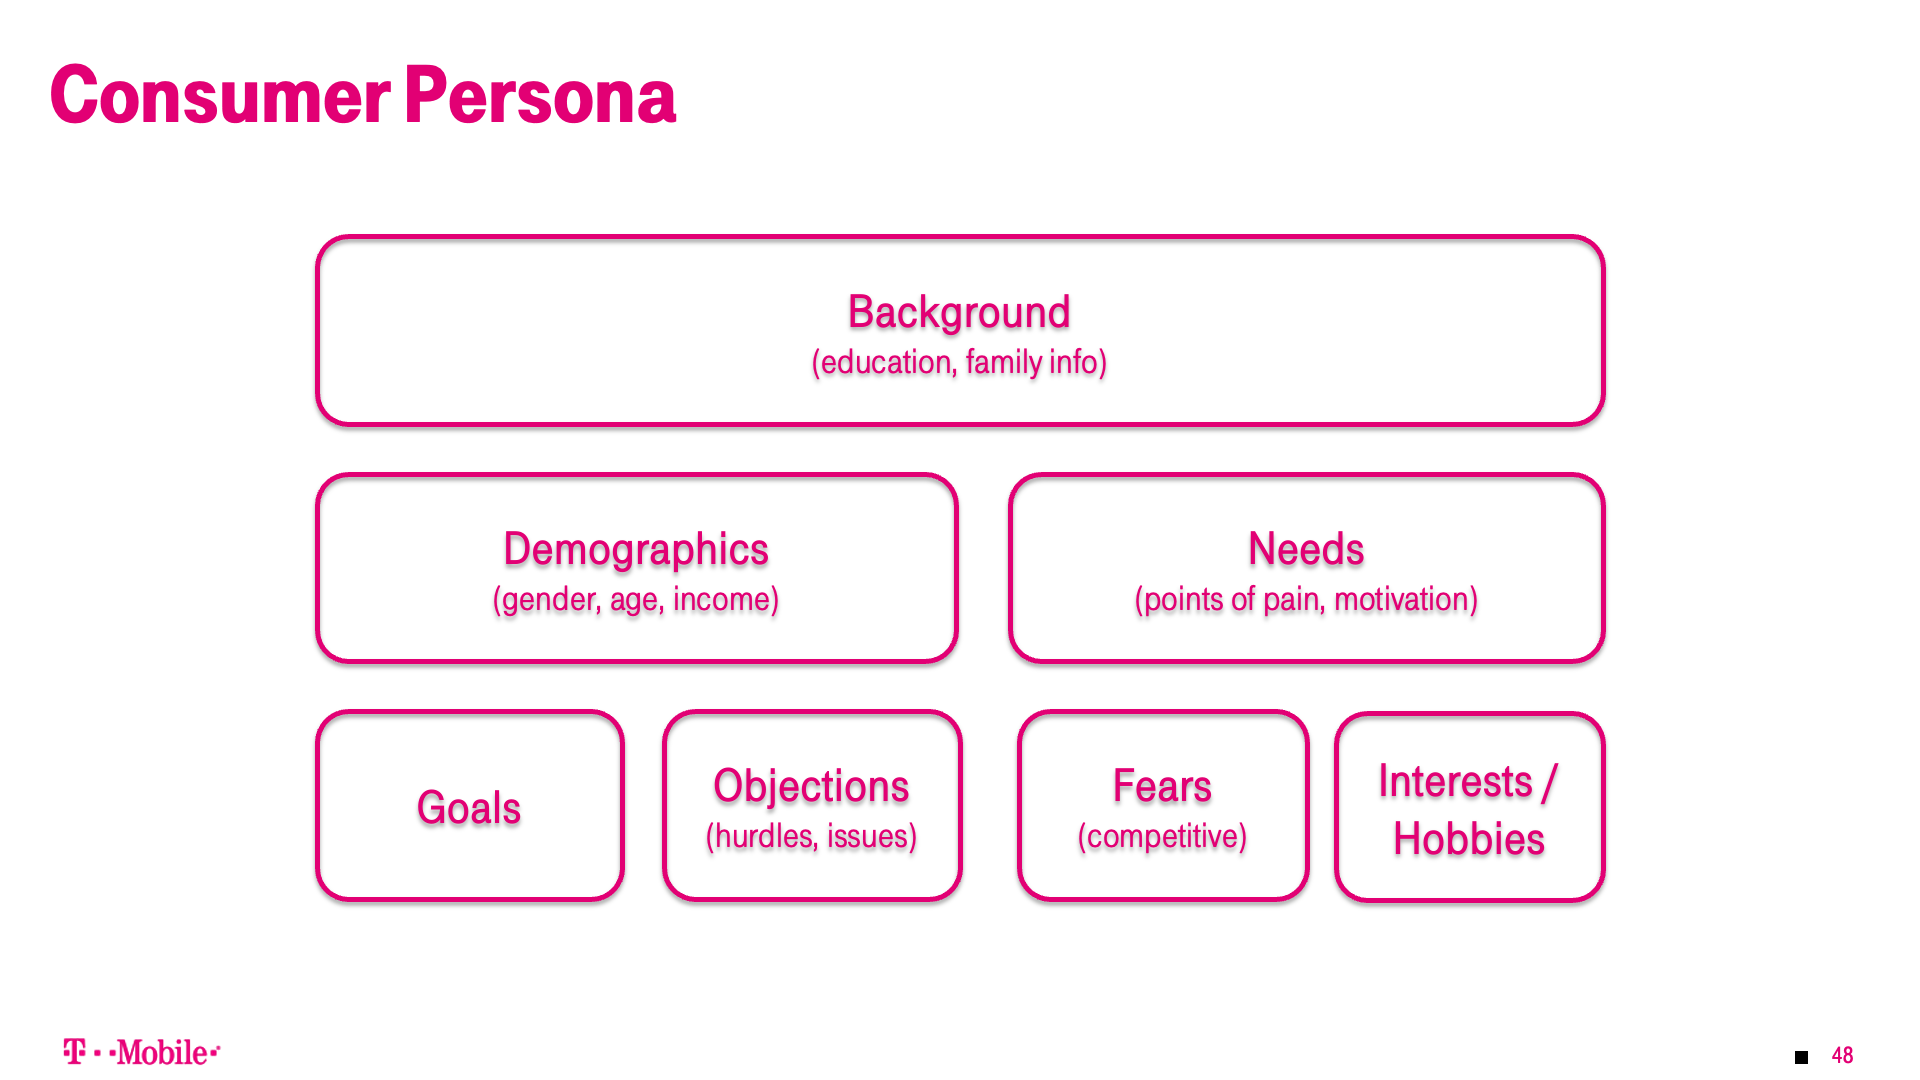 Consumer Persona
Background
(education, family info)
Demographics
(gender, age, income)
Needs
(points of pain, motivation)
Goals
Objections
(hurdles, issues)
Fears
(competitive)
Interests /
Hobbies
T··Mobile·
48